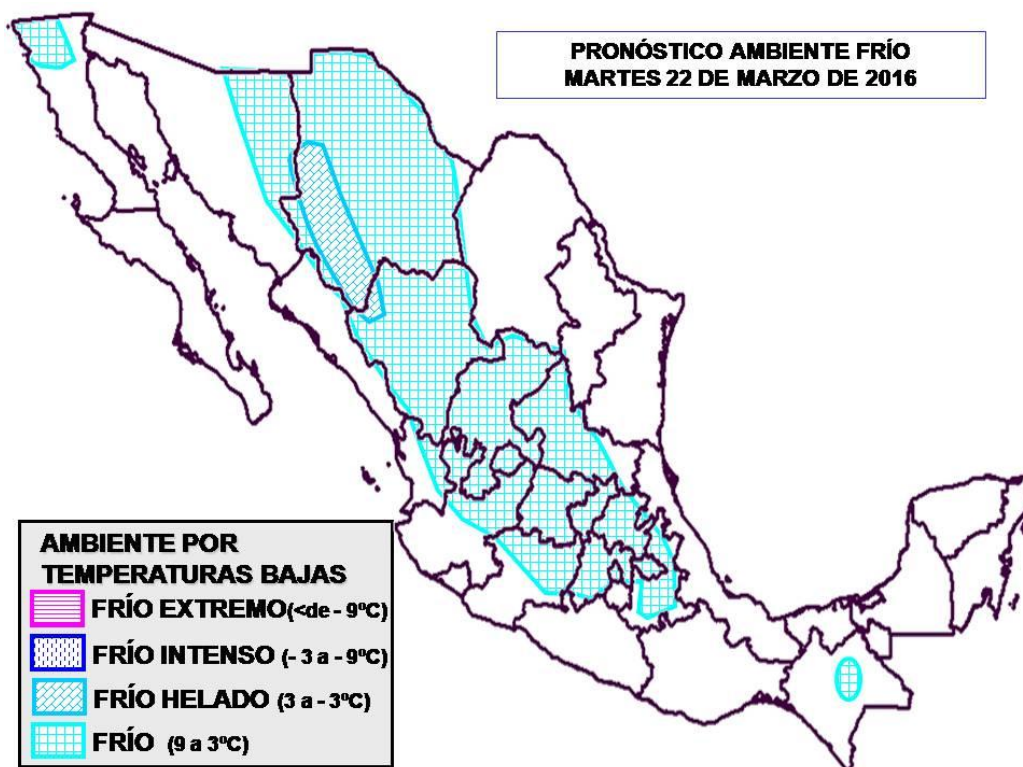 PRONÓSTICO AMBIENTE FRÍO
MARTES 22 DE MARZO DE 2016
AMBIENTE POR
TEMPERATURAS BAJAS
FRÍO EXTREMO (<de - 9ºC)
FRÍO INTENSO (- 3 a - 9ºC)
FRÍO HELADO (3 a - 3ºC)
FRÍO (9 a 3ºC)